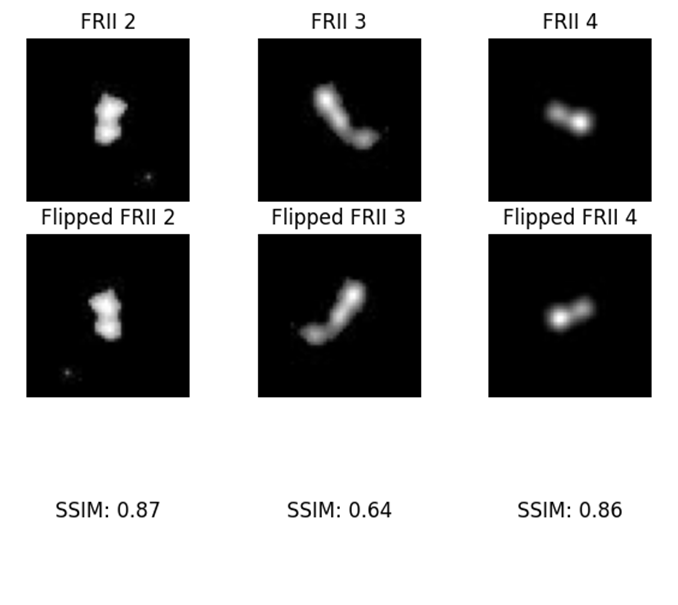 FRII 2
FRII 3
FRII 4
Flipped FRII 2
Flipped FRII 3
Flipped FRII 4
SSIM: 0.87
SSIM: 0.64
SSIM: 0.86